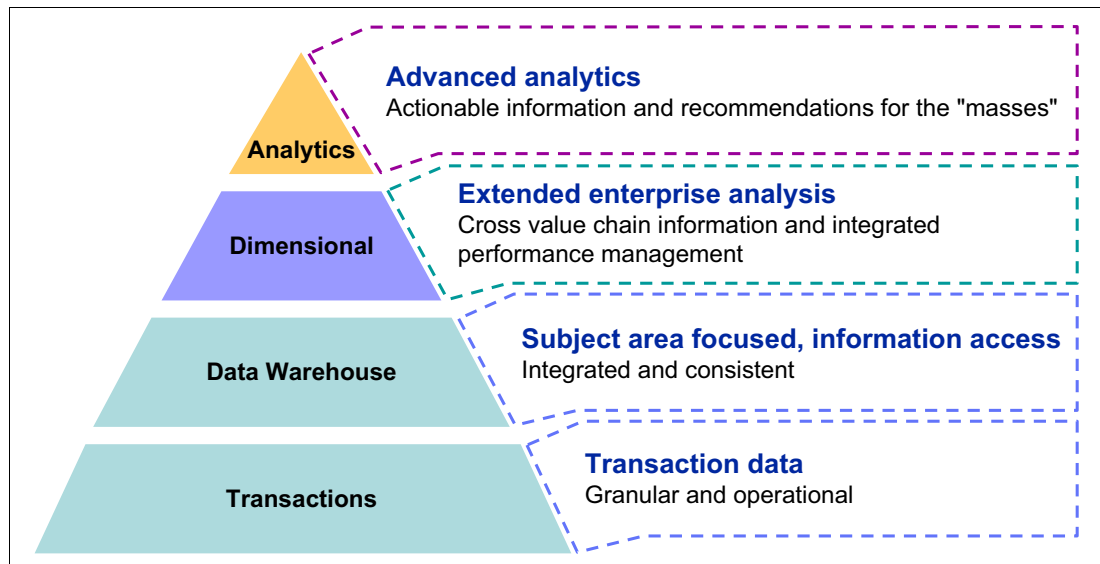 Advanced analytics
Actionable information and recommendations for the "masses"
Analytics
Extended enterprise analysis
Cross value chain information and integrated
performance management
Dimensional
Subject area focused, information access
Integrated and consistent
Data Warehouse
Transaction data
Granular and operational
Transactions